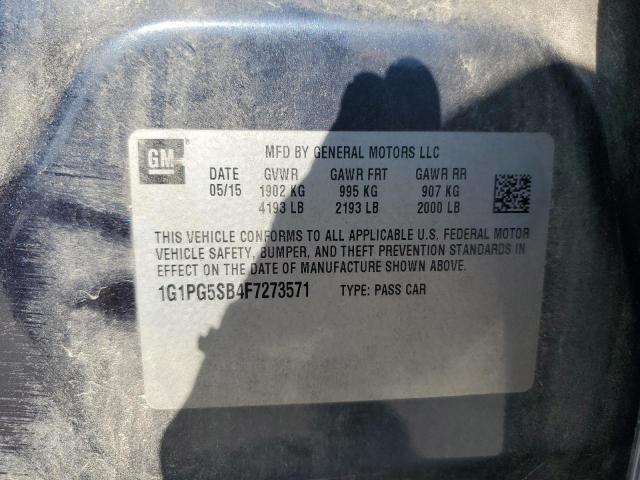 GM
MFD BY GENERAL MOTORS LLC
DATE GVWR GAWR FRT GAWR RR
05/15 1902 KG 995 KG 907 KG
4193 LB 2193 LB 2000 LB
THIS VEHICLE CONFORMS TO ALL APPLICABLE U.S. FEDERAL MOTOR
VEHICLE SAFETY, BUMPER, AND THEFT PREVENTION STANDARDS IN
EFFECT ON THE DATE OF MANUFACTURE SHOWN ABOVE.
1G1PG5SB4F7273571 TYPE: PASS CAR